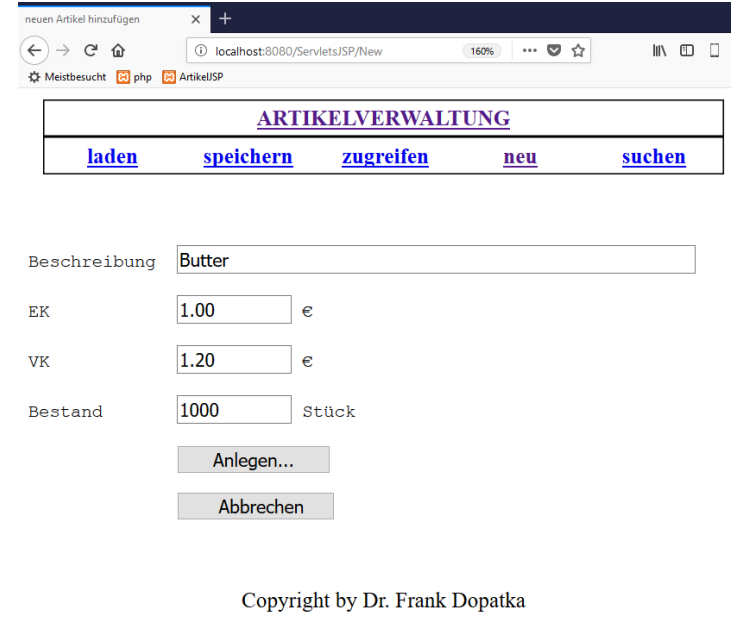 neuen Artikel hinzufügen
localhost:8080/ServletsJSP/New 160%
Meistbesucht php ArtikelJSP
ARTIKELVERWALTUNG
laden speichern zugreifen neu suchen
Beschreibung Butter
EK 1.00 €
VK 1.20 €
Bestand 1000 Stück
Anlegen...
Abbrechen
Copyright by Dr. Frank Dopatka